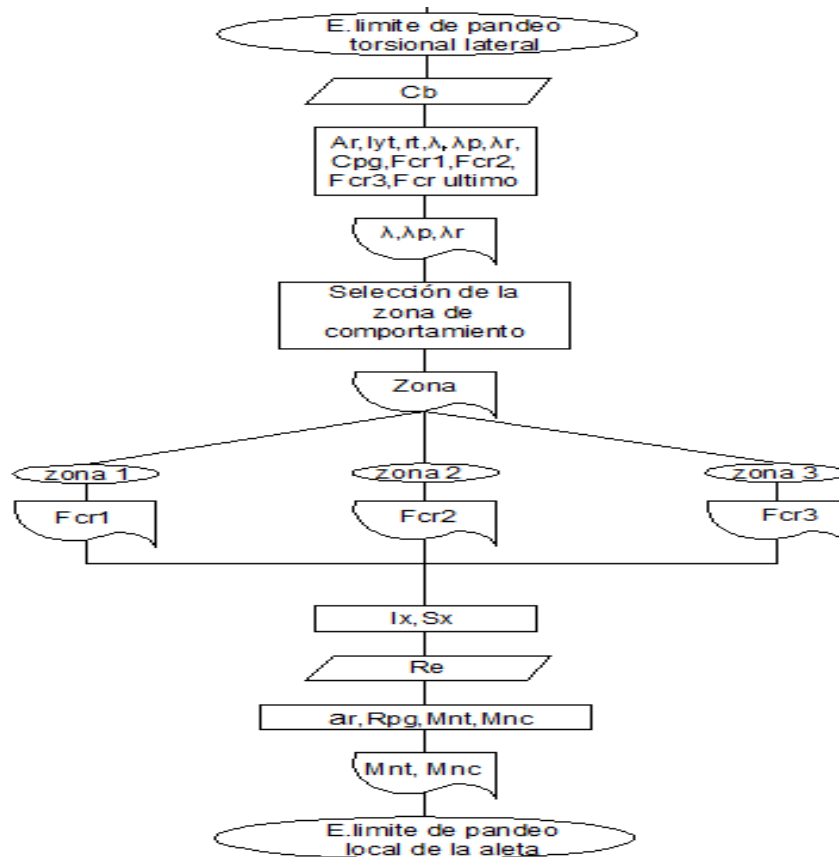 E.limite de pandeo
torsional lateral
Cb
Ar,Iyt,rt,λ,λp,λr,
Cpg,Fcr1,Fcr2,
Fcr3,Fcr ultimo
λ,λp,λr
Selección de la
zona de
comportamiento
Zona
zona 1
zona 2
zona 3
Fcr1
Fcr2
Fcr3
Ix,Sx
Re
ar,Rpg,Mnt,Mnc
Mnt, Mnc
E.limite de pandeo
local de la aleta